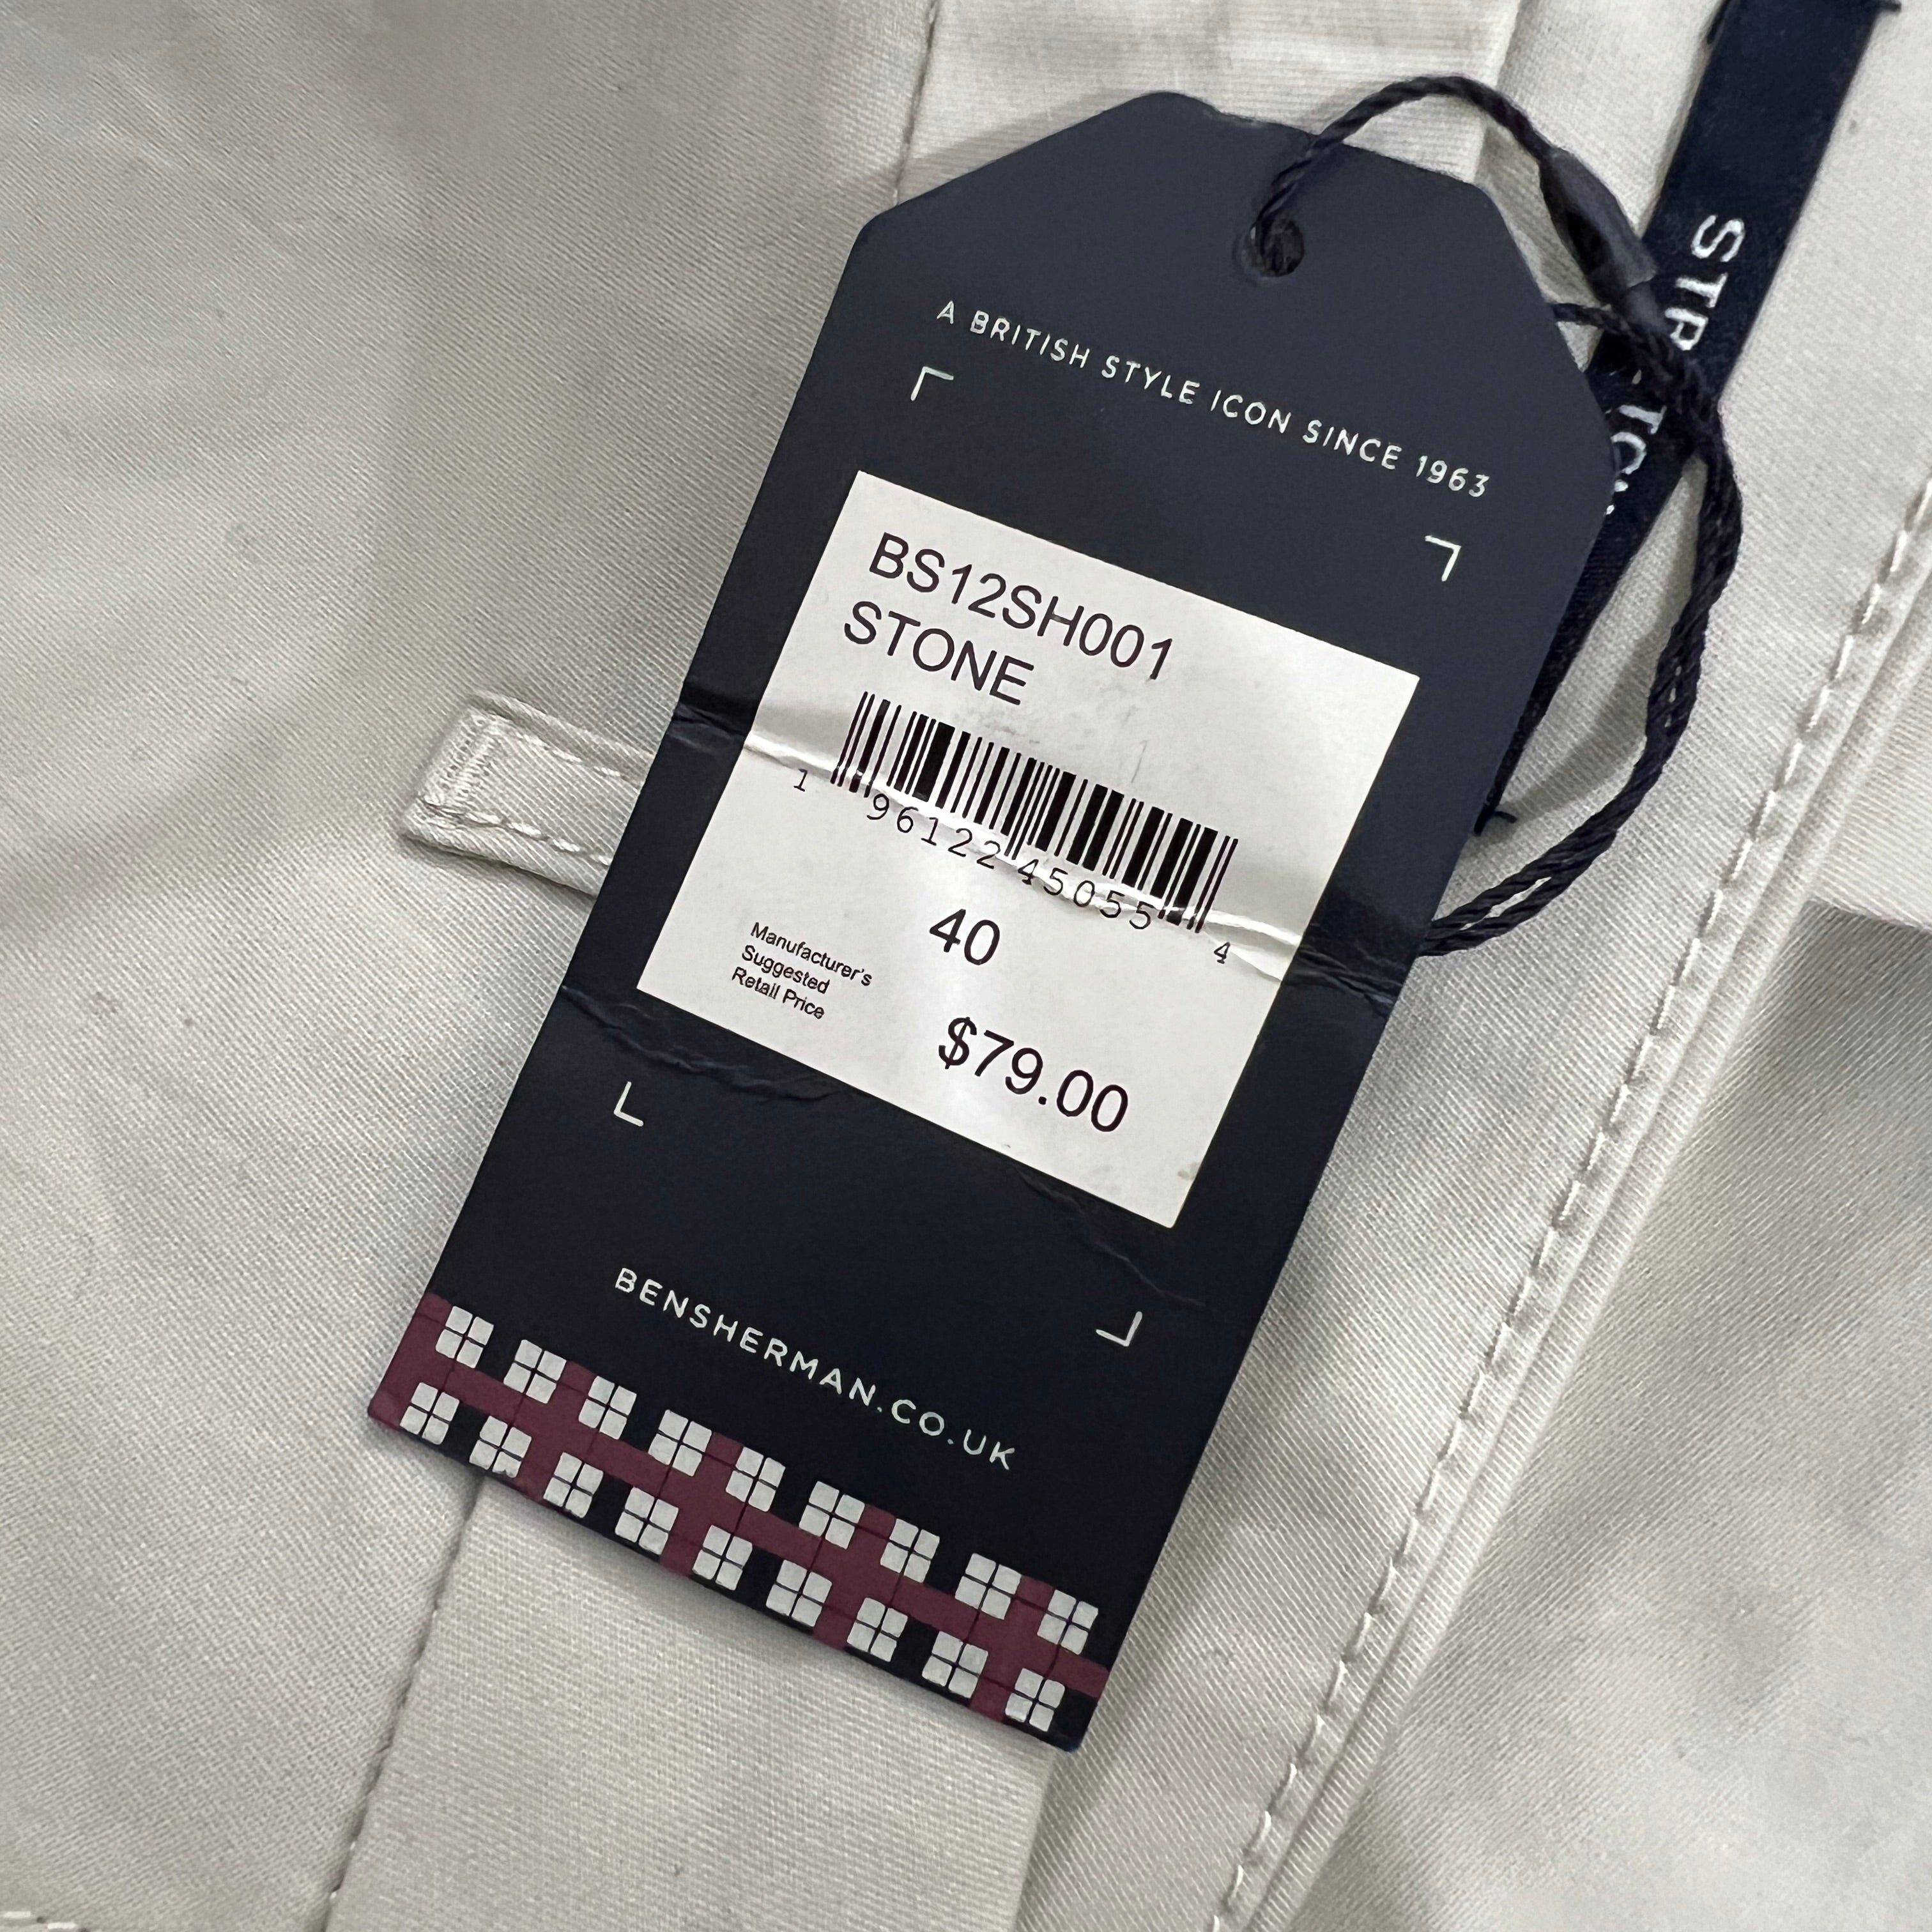 A BRITISH STYLE ICON SINCE 1963
BS12SH001
STONE
1 96122 45055 4
40
Manufacturer's
Suggested
Retail Price
$79.00
BENSHERMAN.CO.UK